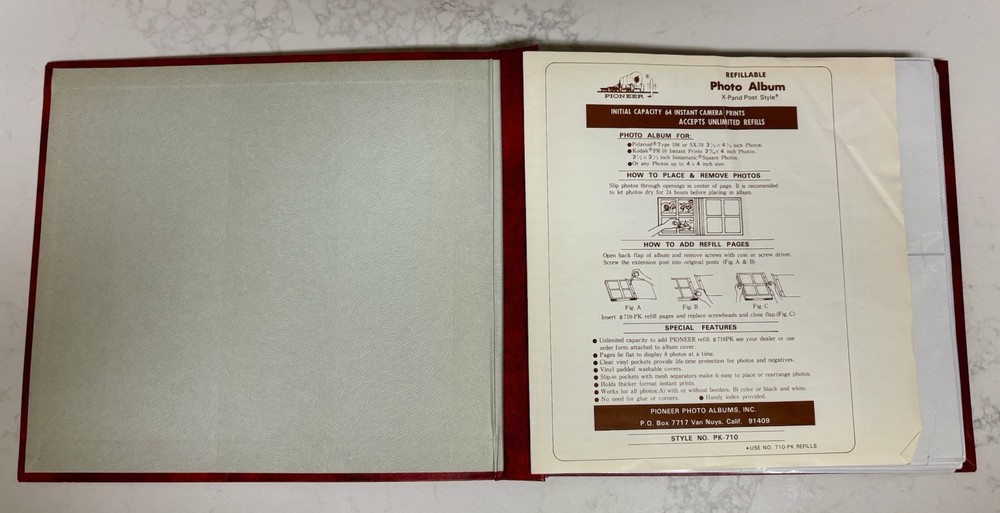 REFILLABLE
PIONEER ®
Photo Album
X-Pand Post Style®
INITIAL CAPACITY 64 INSTANT CAMERA PRINTS
ACCEPTS UNLIMITED REFILLS
PHOTO ALBUM FOR:
●Polaroid® Type 108 or SX-70 3½ x 4¼ inch Photos.
●Kodak® PR-10 Instant Prints 3³⁄₁₆ x 4 inch Photos.
3½ x 3½ inch Instamatic® Square Photos.
●Or any Photos up to 4 x 4 inch size.
HOW TO PLACE & REMOVE PHOTOS
Slip photos through openings in center of page. It is recomended
to let photos dry for 24 hours before placing in album.
HOW TO ADD REFILL PAGES
Open back flap of album and remove screws with coin or screw driver.
Screw the extension post into original posts (Fig. A & B)
Fig. A Fig. B Fig. C
Insert #710-PK refill pages and replace screwheads and close flap.(Fig. C)
SPECIAL FEATURES
● Unlimited capacity to add PIONEER refill #710PK see your dealer or use
order form attached to album cover.
● Pages lie flat to display 8 photos at a time.
● Clear vinyl pockets provide life-time protection for photos and negatives.
● Vinyl padded washable covers.
● Slip-in pockets with mesh separators make it easy to place or rearrange photos.
● Holds thicker format instant prints.
● Works for all photos: A) with or without borders. B) color or black and white.
● No need for glue or corners. ● Handy index provided.
PIONEER PHOTO ALBUMS, INC.
P.O. Box 7717 Van Nuys, Calif. 91409
STYLE NO. PK-710
★USE NO. 710-PK REFILLS